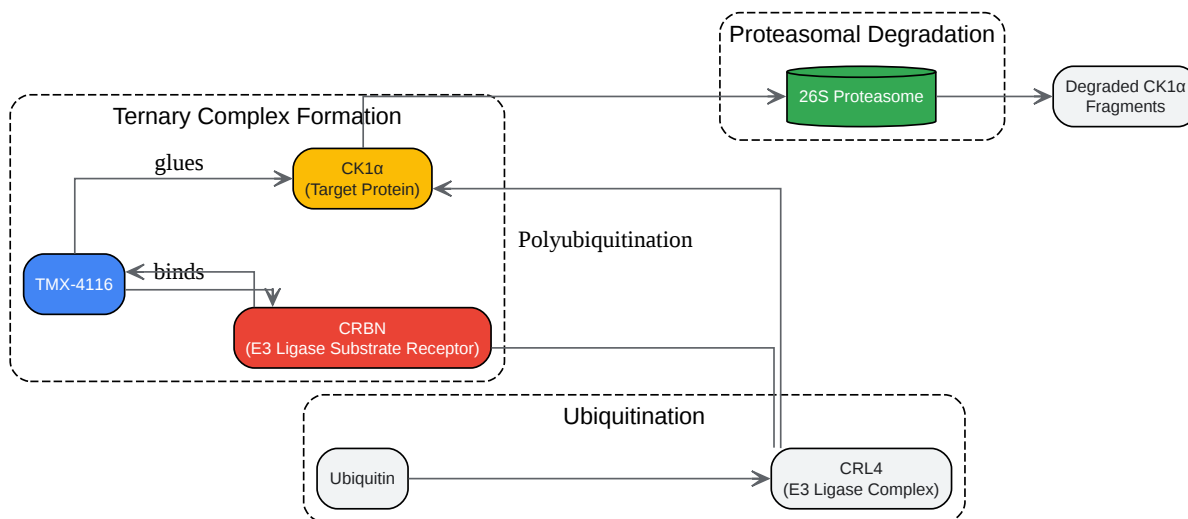 Proteasomal Degradation
26S Proteasome
Degraded CK1α
Fragments
Ternary Complex Formation
glues
CK1α
(Target Protein)
Polyubiquitination
TMX-4116
binds
CRBN
(E3 Ligase Substrate Receptor)
Ubiquitination
Ubiquitin
CRL4
(E3 Ligase Complex)